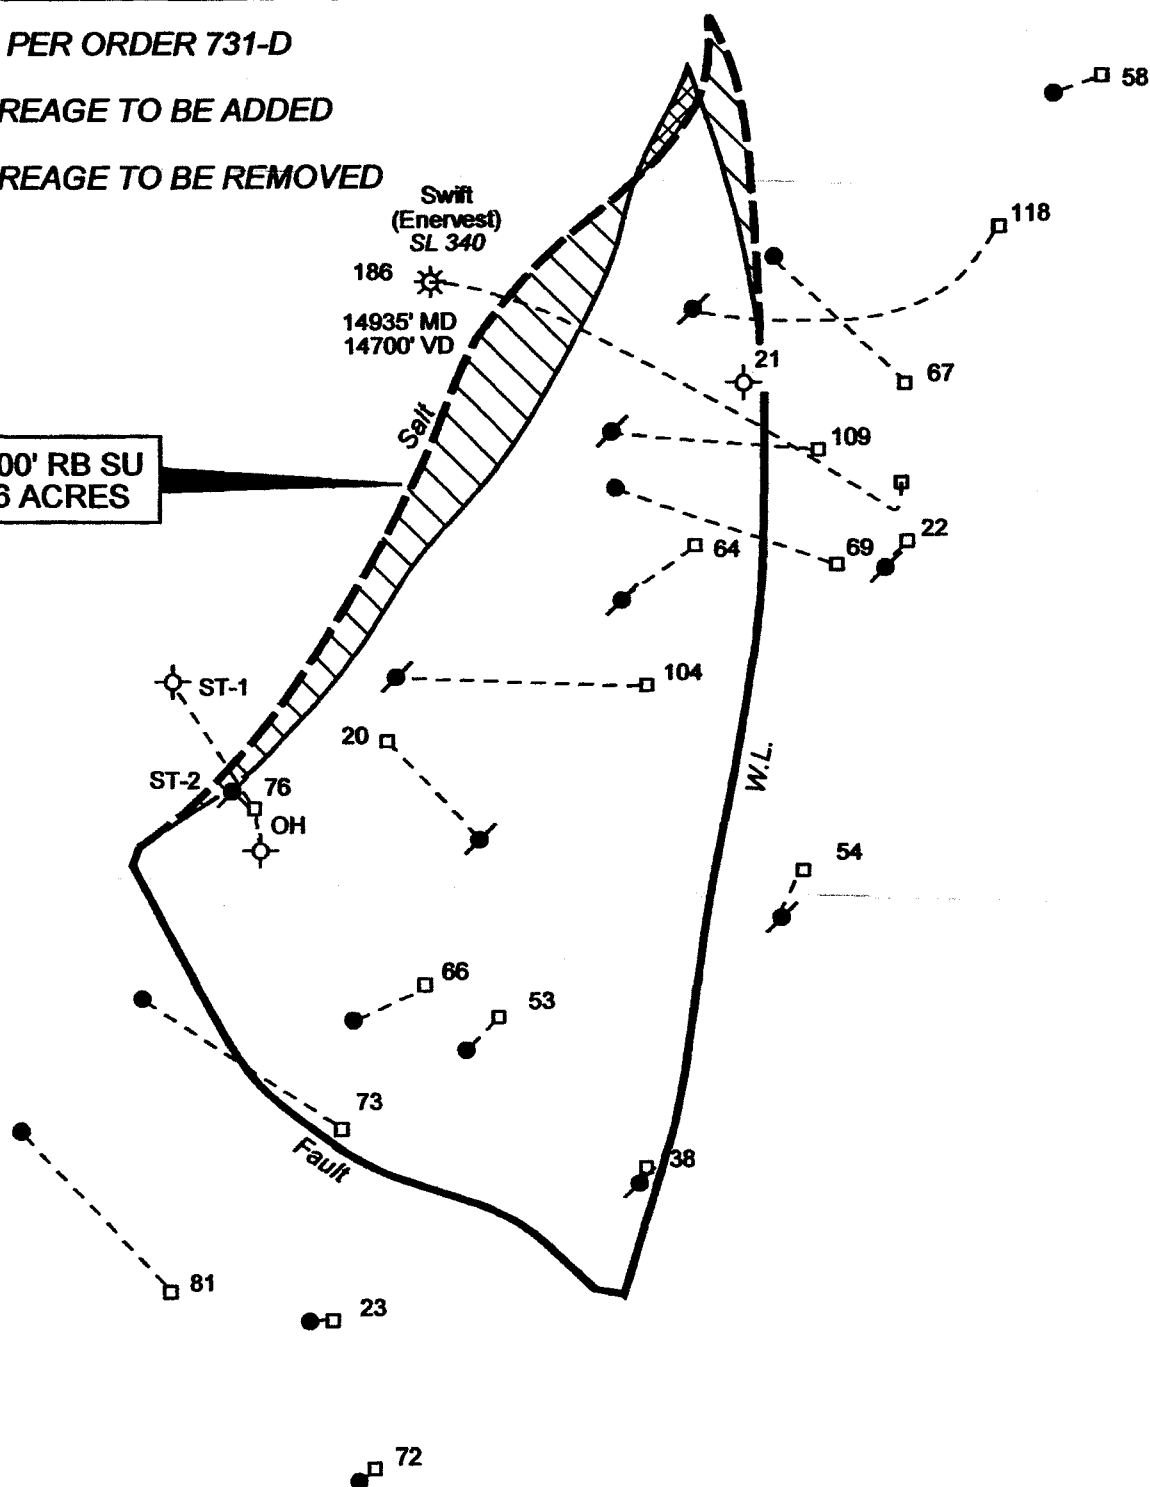 PER ORDER 731-D
REAGE TO BE ADDED
REAGE TO BE REMOVED
58
Swift
(Enervest)
SL 340
118
186
14935' MD
14700' VD
21
67
Salt
109
00' RB SU
6 ACRES
22
64
69
104
ST-1
20
W.L.
ST-2
76
OH
54
66
53
73
Fault
38
81
23
72